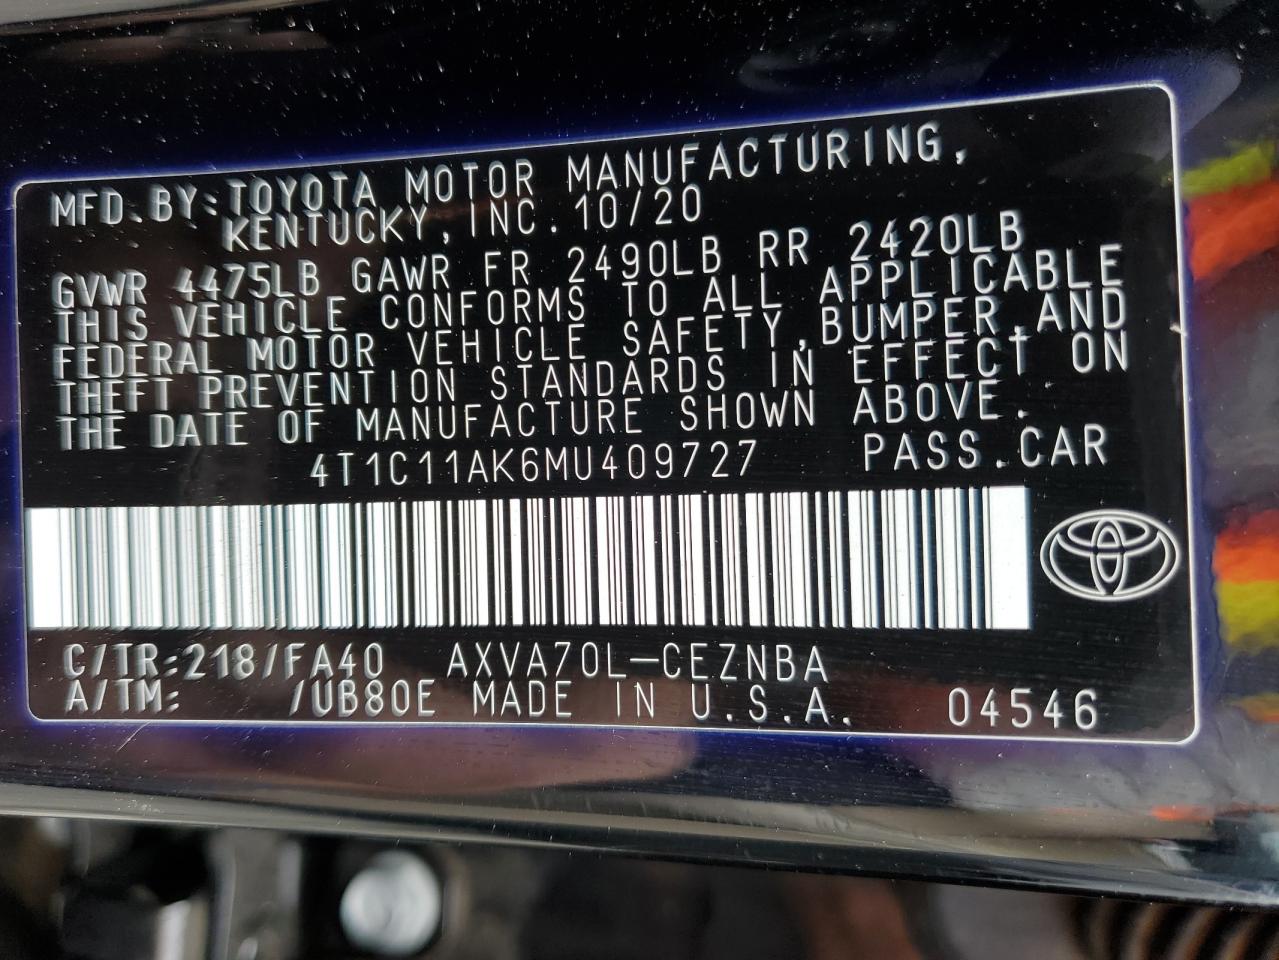 MFD.BY:TOYOTA MOTOR MANUFACTURING,
KENTUCKY,INC.10/20
GVWR 4475LB GAWR FR 2490LB RR 2420LB
THIS VEHICLE CONFORMS TO ALL APPLICABLE
FEDERAL MOTOR VEHICLE SAFETY,BUMPER,AND
THEFT PREVENTION STANDARDS IN EFFECT ON
THE DATE OF MANUFACTURE SHOWN ABOVE.
4T1C11AK6MU409727 PASS.CAR
C/TR:218/FA40 AXVA70L-CEZNBA
A/TM: /UB80E MADE IN U.S.A. 04546